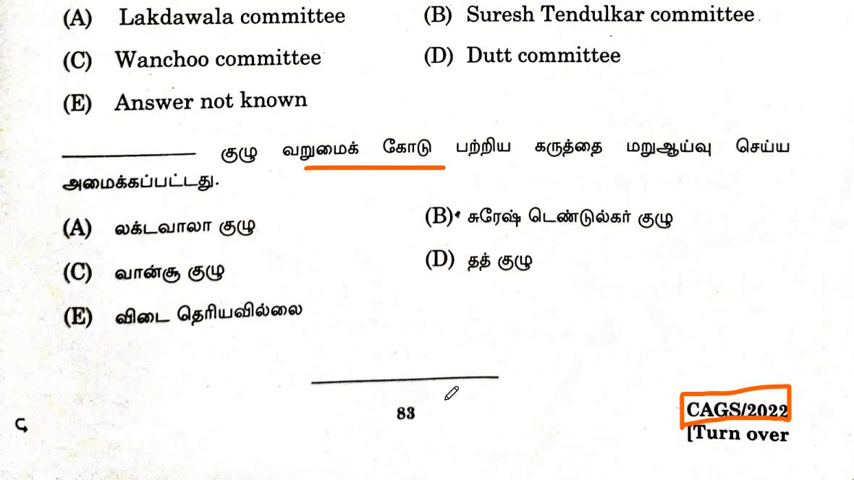 (A) Lakdawala committee
(B) Suresh Tendulkar committee
(C) Wanchoo committee
(D) Dutt committee
(E) Answer not known
குழு வறுமைக் கோடு பற்றிய கருத்தை மறுஆய்வு செய்ய
அமைக்கப்பட்டது.
(A) லக்டவாலா குழு
(B) சுரேஷ் டெண்டுல்கர் குழு
(C) வான்சூ குழு
(D) தத் குழு
(E) விடை தெரியவில்லை
83
CAGS/2022
[Turn over